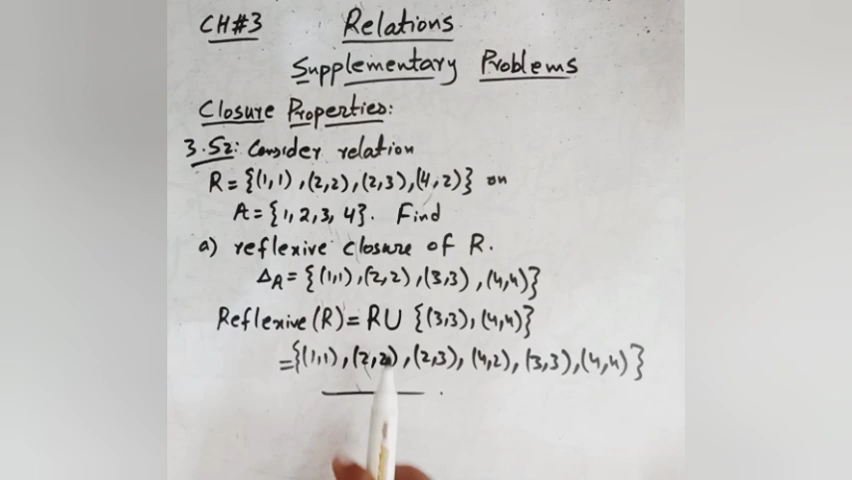 CH#3 Relations
Supplementary Problems
Closure Properties:
3.52: Consider relation
R={(1,1),(2,2),(2,3),(4,2)} on
A={1,2,3,4}. Find
a) reflexive closure of R.
Δ_A={(1,1),(2,2),(3,3),(4,4)}
Reflexive(R)=RU{(3,3),(4,4)}
={(1,1),(2,2),(2,3),(4,2),(3,3),(4,4)}